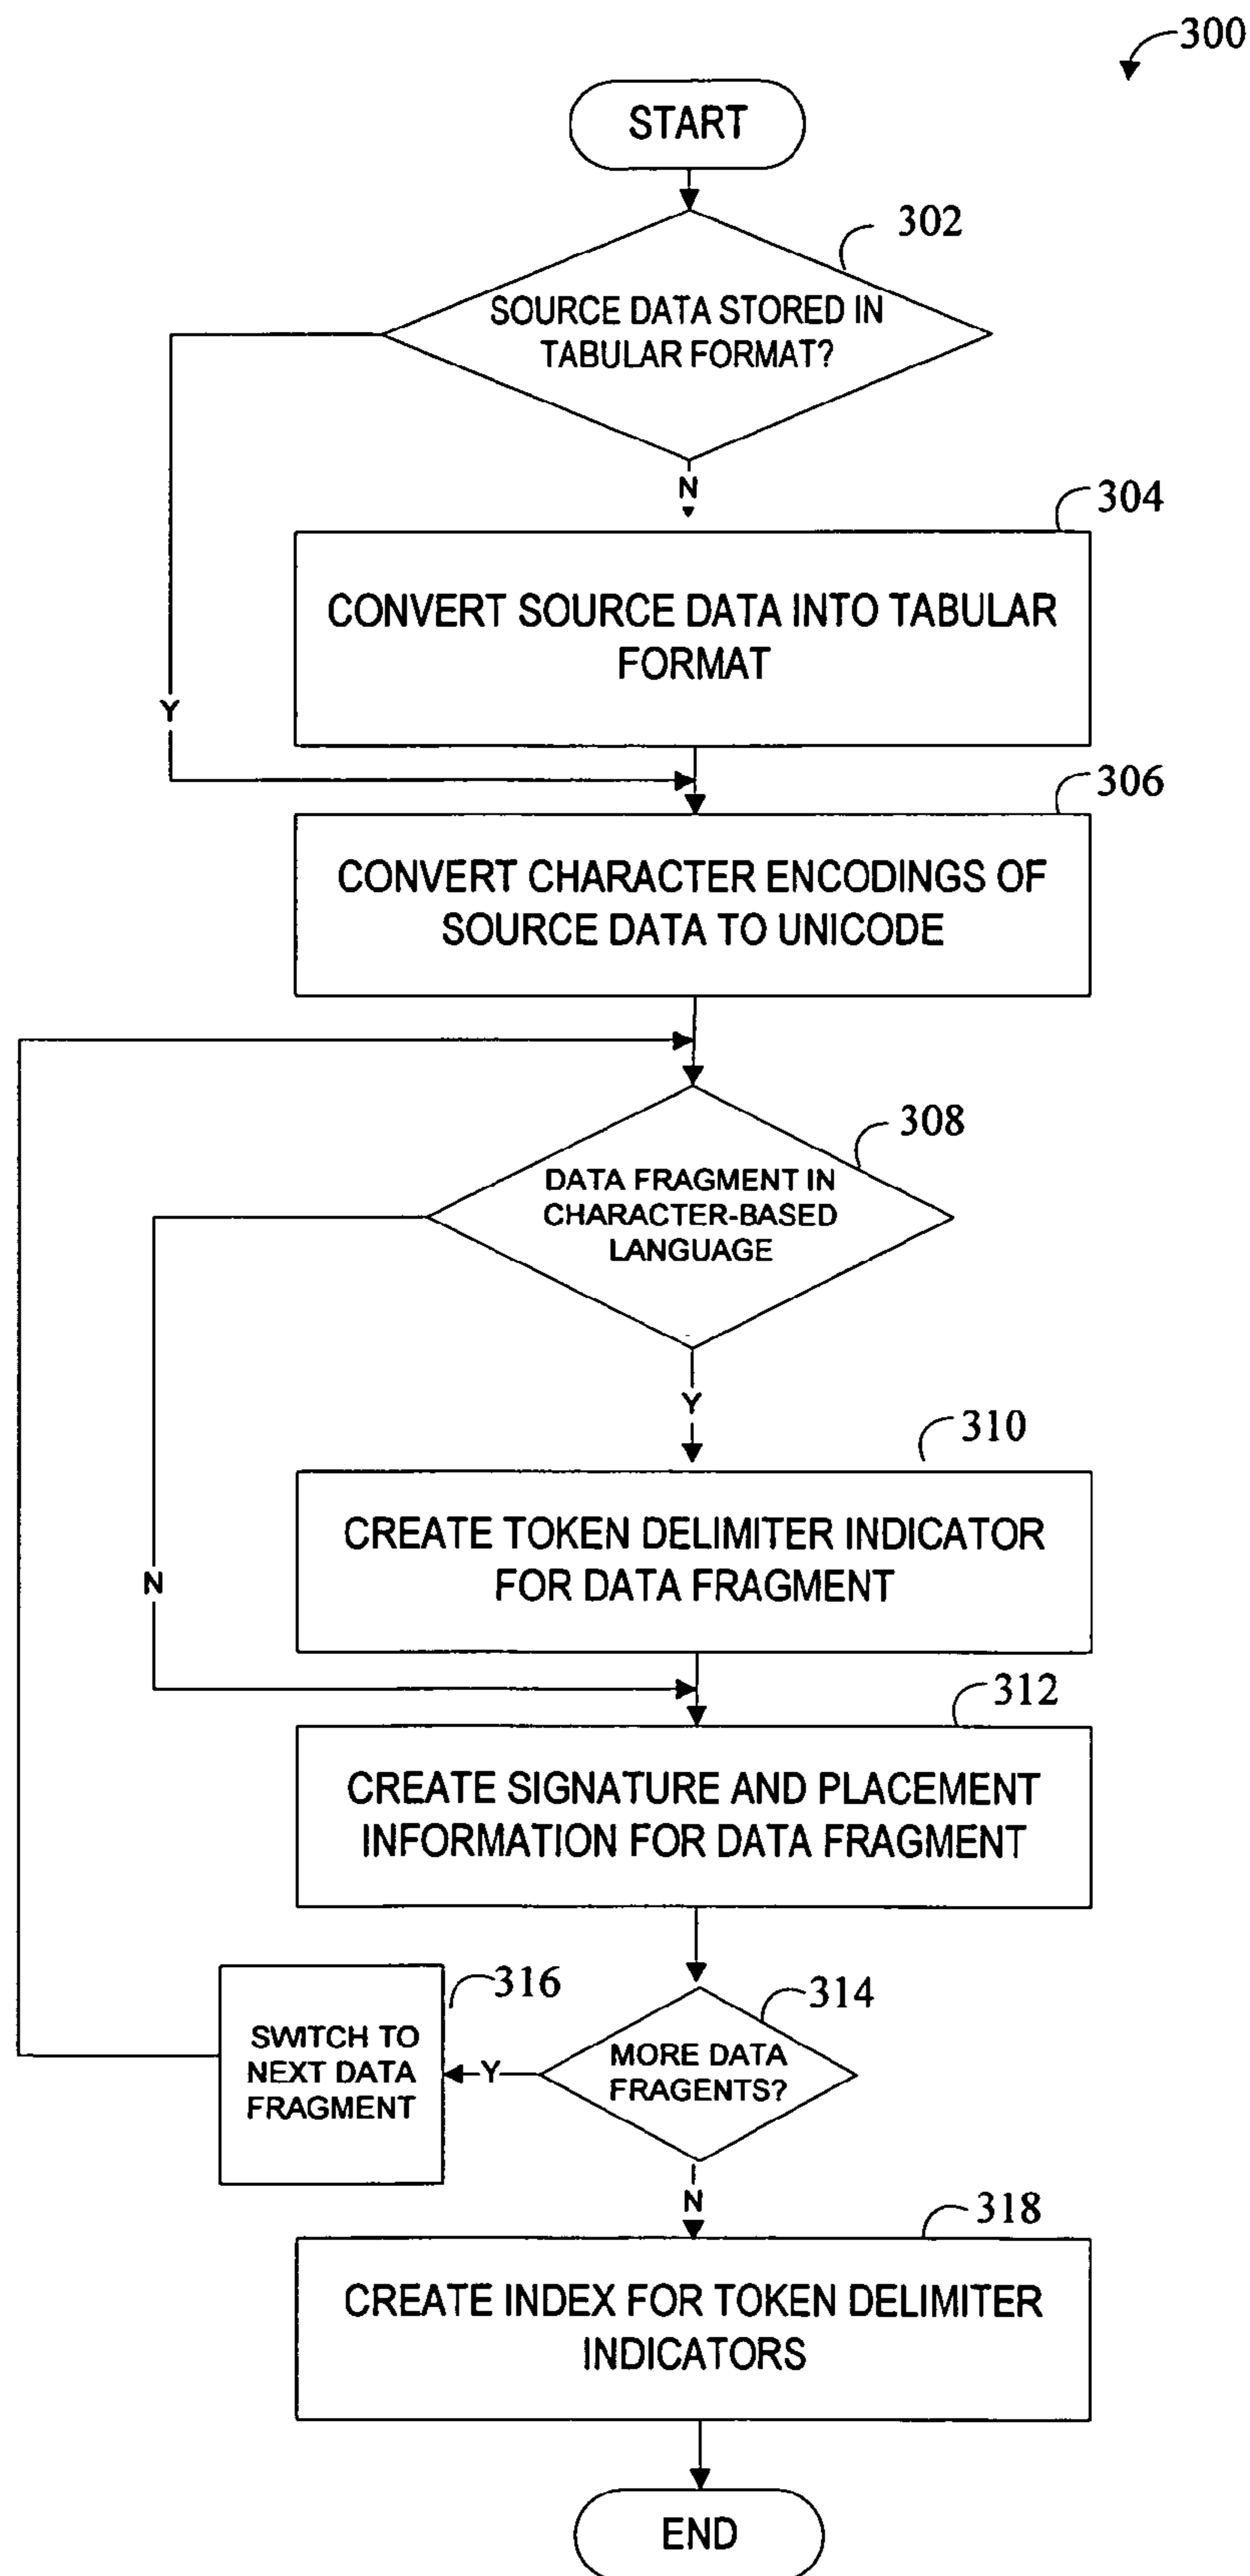 300
START
302
SOURCE DATA STORED IN
TABULAR FORMAT?
N
304
CONVERT SOURCE DATA INTO TABULAR
FORMAT
Y
306
CONVERT CHARACTER ENCODINGS OF
SOURCE DATA TO UNICODE
308
DATA FRAGMENT IN
CHARACTER-BASED
LANGUAGE
Y
310
CREATE TOKEN DELIMITER INDICATOR
FOR DATA FRAGMENT
N
312
CREATE SIGNATURE AND PLACEMENT
INFORMATION FOR DATA FRAGMENT
316
314
SWITCH TO
NEXT DATA
FRAGMENT
Y
MORE DATA
FRAGENTS?
N
318
CREATE INDEX FOR TOKEN DELIMITER
INDICATORS
END